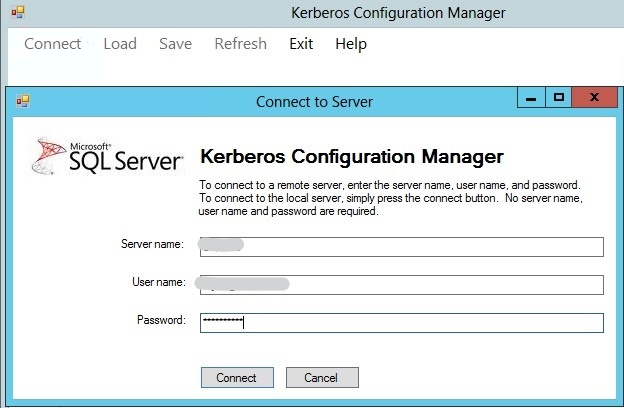 Kerberos Configuration Manager
Connect Load Save Refresh Exit Help
Connect to Server
Microsoft®
SQL Server®
Kerberos Configuration Manager
To connect to a remote server, enter the server name, user name, and password.
To connect to the local server, simply press the connect button. No server name,
user name and password are required.
Server name:
User name:
Password: **********
Connect Cancel